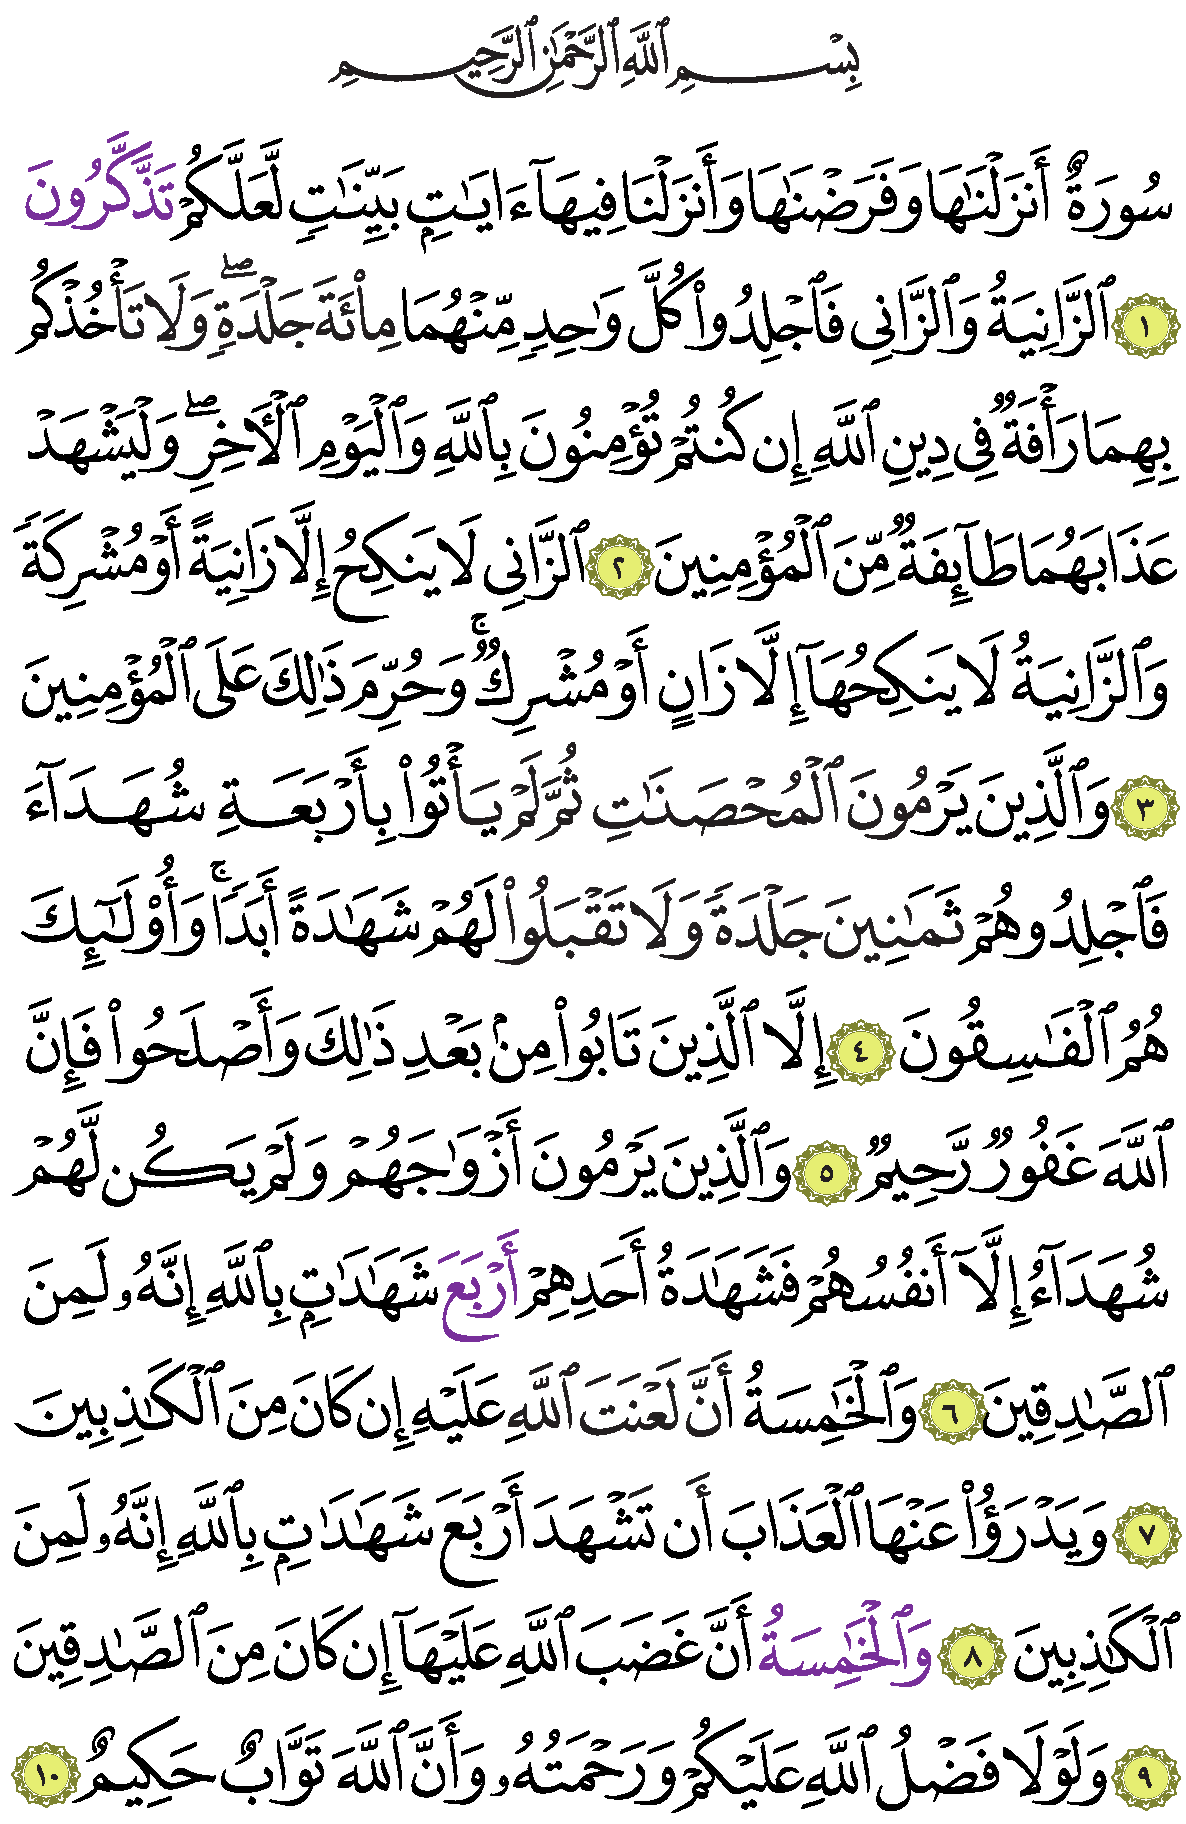 بِسْمِ ٱللَّهِ ٱلرَّحْمَٰنِ ٱلرَّحِيمِ
سُورَةٌ أَنزَلْنَٰهَا وَفَرَضْنَٰهَا وَأَنزَلْنَا فِيهَآ ءَايَٰتٍۭ بَيِّنَٰتٍ لَّعَلَّكُمْ تَذَّكَّرُونَ
١ ٱلزَّانِيَةُ وَٱلزَّانِى فَٱجْلِدُوا۟ كُلَّ وَٰحِدٍ مِّنْهُمَا مِا۟ئَةَ جَلْدَةٍ ۖ وَلَا تَأْخُذْكُم
بِهِمَا رَأْفَةٌ فِى دِينِ ٱللَّهِ إِن كُنتُمْ تُؤْمِنُونَ بِٱللَّهِ وَٱلْيَوْمِ ٱلْـَٔاخِرِ ۖ وَلْيَشْهَدْ
عَذَابَهُمَا طَآئِفَةٌ مِّنَ ٱلْمُؤْمِنِينَ ٢ ٱلزَّانِى لَا يَنكِحُ إِلَّا زَانِيَةً أَوْ مُشْرِكَةً
وَٱلزَّانِيَةُ لَا يَنكِحُهَآ إِلَّا زَانٍ أَوْ مُشْرِكٌ ۚ وَحُرِّمَ ذَٰلِكَ عَلَى ٱلْمُؤْمِنِينَ
٣ وَٱلَّذِينَ يَرْمُونَ ٱلْمُحْصَنَٰتِ ثُمَّ لَمْ يَأْتُوا۟ بِأَرْبَعَةِ شُهَدَآءَ
فَٱجْلِدُوهُمْ ثَمَٰنِينَ جَلْدَةً وَلَا تَقْبَلُوا۟ لَهُمْ شَهَٰدَةً أَبَدًا ۚ وَأُو۟لَٰٓئِكَ
هُمُ ٱلْفَٰسِقُونَ ٤ إِلَّا ٱلَّذِينَ تَابُوا۟ مِنۢ بَعْدِ ذَٰلِكَ وَأَصْلَحُوا۟ فَإِنَّ
ٱللَّهَ غَفُورٌ رَّحِيمٌ ٥ وَٱلَّذِينَ يَرْمُونَ أَزْوَٰجَهُمْ وَلَمْ يَكُن لَّهُمْ
شُهَدَآءُ إِلَّآ أَنفُسُهُمْ فَشَهَٰدَةُ أَحَدِهِمْ أَرْبَعَ شَهَٰدَٰتٍۭ بِٱللَّهِ إِنَّهُۥ لَمِنَ
ٱلصَّٰدِقِينَ ٦ وَٱلْخَٰمِسَةُ أَنَّ لَعْنَتَ ٱللَّهِ عَلَيْهِ إِن كَانَ مِنَ ٱلْكَٰذِبِينَ
٧ وَيَدْرَؤُا۟ عَنْهَا ٱلْعَذَابَ أَن تَشْهَدَ أَرْبَعَ شَهَٰدَٰتٍۭ بِٱللَّهِ إِنَّهُۥ لَمِنَ
ٱلْكَٰذِبِينَ ٨ وَٱلْخَٰمِسَةُ أَنَّ غَضَبَ ٱللَّهِ عَلَيْهَآ إِن كَانَ مِنَ ٱلصَّٰدِقِينَ
٩ وَلَوْلَا فَضْلُ ٱللَّهِ عَلَيْكُمْ وَرَحْمَتُهُۥ وَأَنَّ ٱللَّهَ تَوَّابٌ حَكِيمٌ ١٠